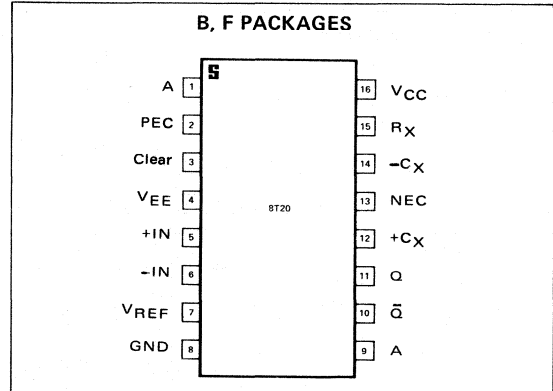 B, F PACKAGES
A 1
PEC 2
Clear 3
VEE 4
+IN 5
-IN 6
VREF 7
GND 8
S
8T20
16 VCC
15 RX
14 -CX
13 NEC
12 +CX
11 Q
10 Q̄
9 A